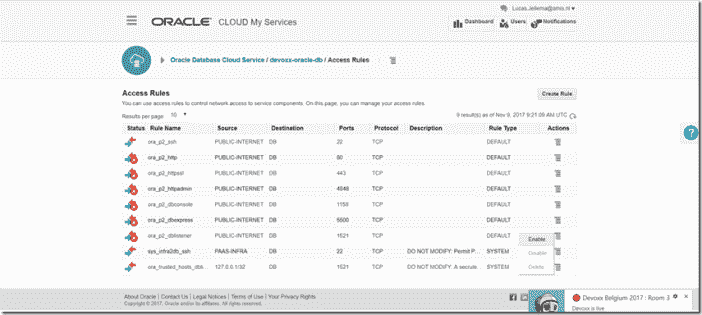 Lucas.Jellema@amis.nl
ORACLE CLOUD My Services
Dashboard Users Notifications
Oracle Database Cloud Service / devoxx-oracle-db / Access Rules
Access Rules
Create Rule
You can use access rules to control network access to service components. On this page, you can manage your access rules.
Results per page 10
9 result(s) as of Nov 9, 2017 9:21:09 AM UTC
Status Rule Name Source Destination Ports Protocol Description Rule Type Actions
ora_p2_ssh PUBLIC-INTERNET DB 22 TCP DEFAULT
ora_p2_http PUBLIC-INTERNET DB 80 TCP DEFAULT
ora_p2_httpssl PUBLIC-INTERNET DB 443 TCP DEFAULT
ora_p2_httpadmin PUBLIC-INTERNET DB 4848 TCP DEFAULT
ora_p2_dbconsole PUBLIC-INTERNET DB 1158 TCP DEFAULT
ora_p2_dbexpress PUBLIC-INTERNET DB 5500 TCP DEFAULT
ora_p2_dblistener PUBLIC-INTERNET DB 1521 TCP DEFAULT
Enable
sys_infra2db_ssh PAAS-INFRA DB 22 TCP DO NOT MODIFY: Permit P... SYSTEM
Disable
ora_trusted_hosts_dbli... 127.0.0.1/32 DB 1521 TCP DO NOT MODIFY: A secruit... SYSTEM
Delete
About Oracle | Contact Us | Legal Notices | Terms of Use | Your Privacy Rights
Copyright © 2017, Oracle and/or its affiliates. All rights reserved.
Devoxx Belgium 2017 : Room 3
Devoxx is live